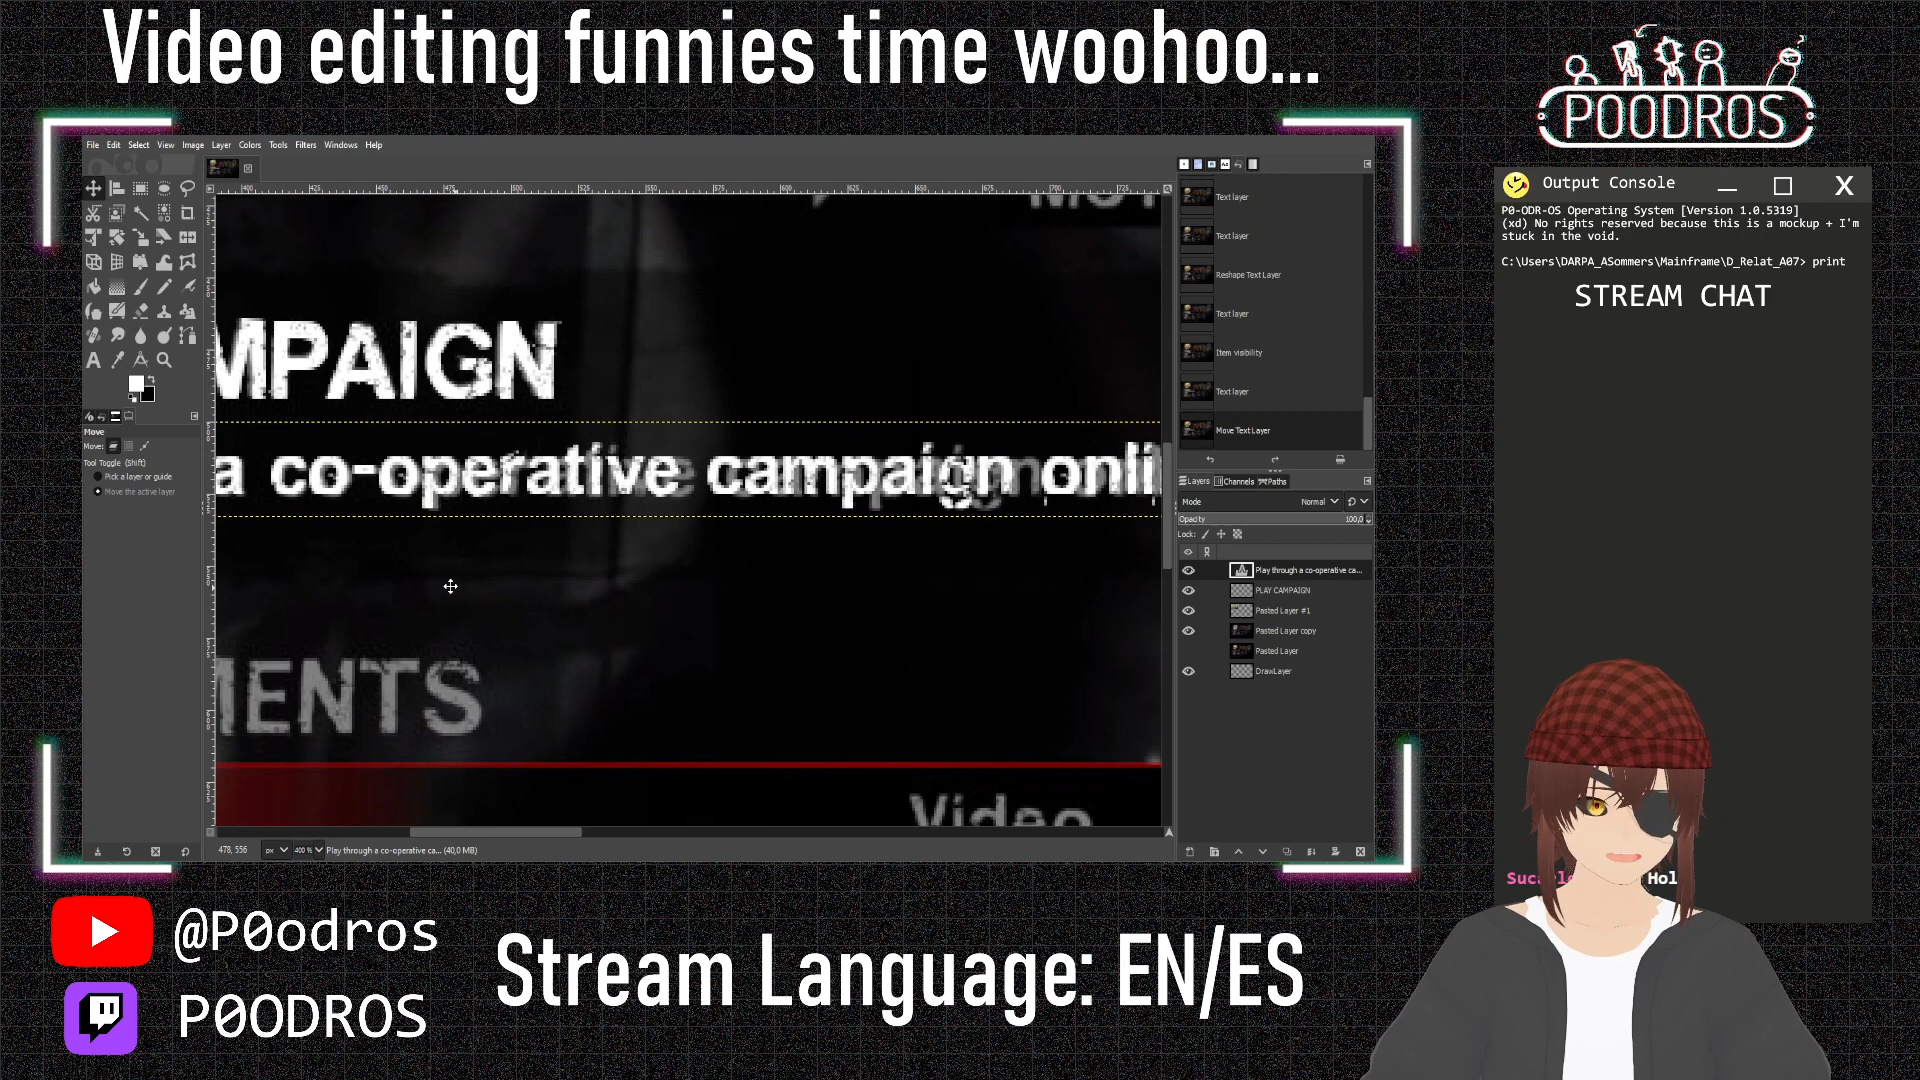 Video editing funnies time woohoo...
POODROS
File Edit Select View Image Layer Colors Tools Filters Windows Help
Text layer
Text layer
Reshape Text Layer
Text layer
Item visibility
Text layer
Move Text Layer
MPAIGN
a co-operative campaign onli
MENTS
Video
Move
Move:
Tool Toggle (Shift)
Pick a layer or guide
Move the active layer
Layers Channels Paths
Mode Normal
Opacity 100,0
Lock:
Play through a co-operative ca...
PLAY CAMPAIGN
Pasted Layer #1
Pasted Layer copy
Pasted Layer
DrawLayer
478, 556 px 400 % Play through a co-operative ca... (40,0 MB)
Output Console
P0-ODR-OS Operating System [Version 1.0.5319]
(xd) No rights reserved because this is a mockup + I'm
stuck in the void.
C:\Users\DARPA_ASommers\Mainframe\D_Relat_A07> print
STREAM CHAT
Hol
@P0odros
P0ODROS
Stream Language: EN/ES